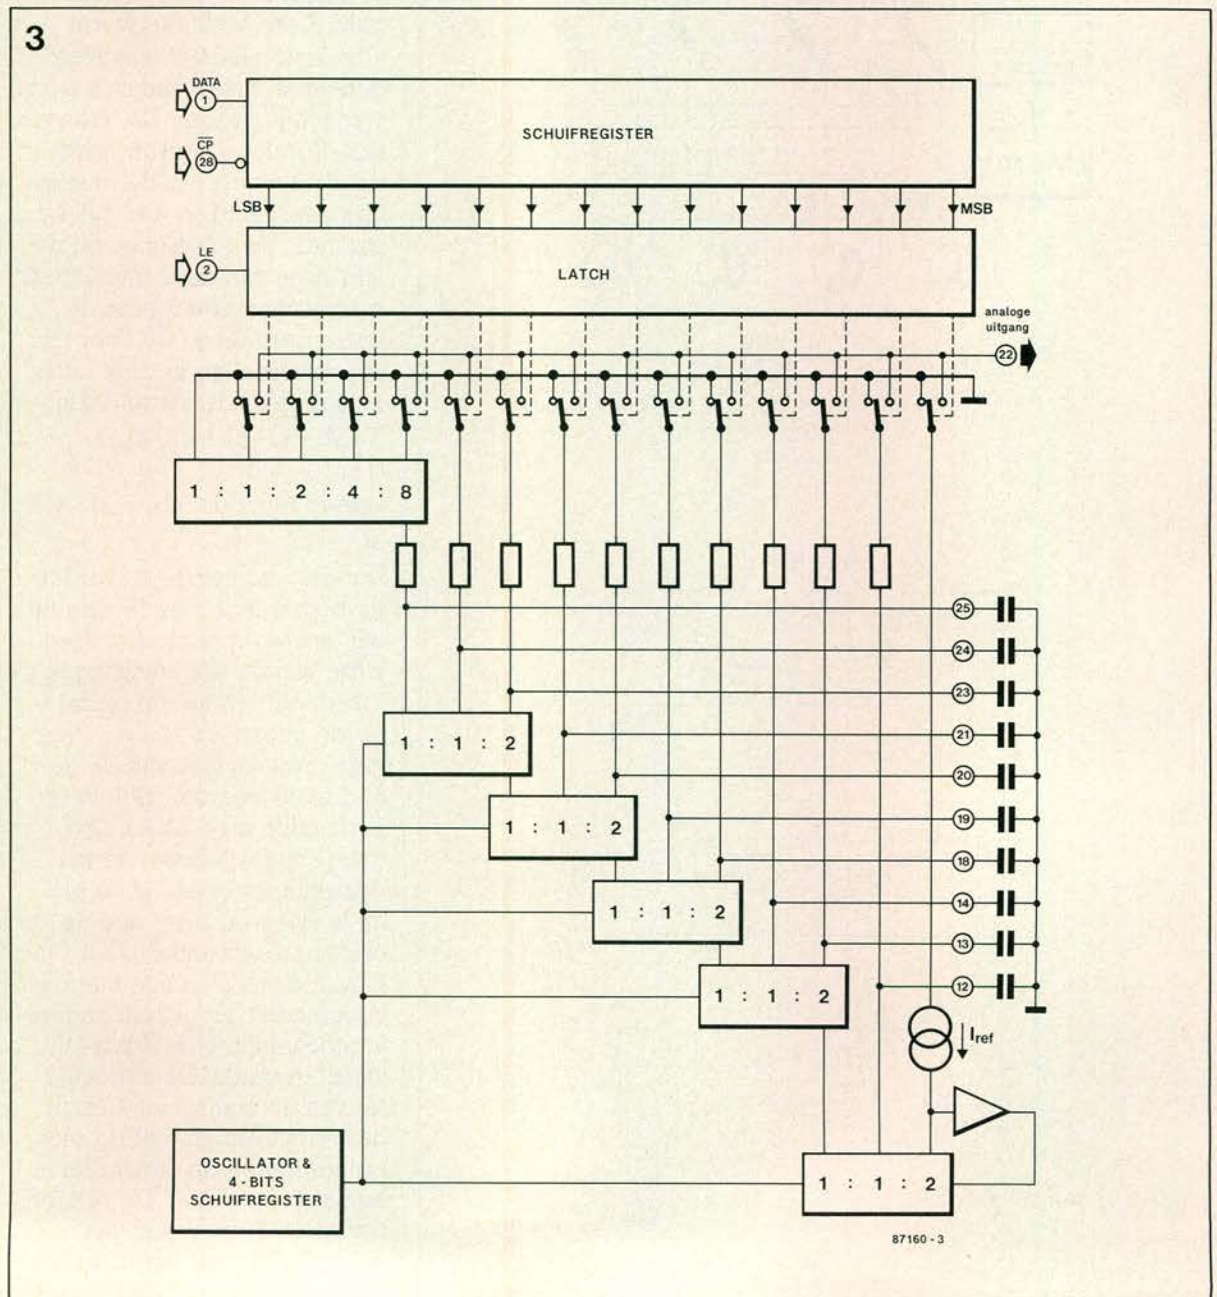 3
DATA
1
SCHUIFREGISTER
CP
28
LSB
MSB
LE
2
LATCH
analoge
uitgang
22
1 : 1 : 2 : 4 : 8
25
24
23
1 : 1 : 2
21
20
1 : 1 : 2
19
18
1 : 1 : 2
14
13
1 : 1 : 2
12
Iref
OSCILLATOR &
4 - BITS
SCHUIFREGISTER
1 : 1 : 2
87160 - 3